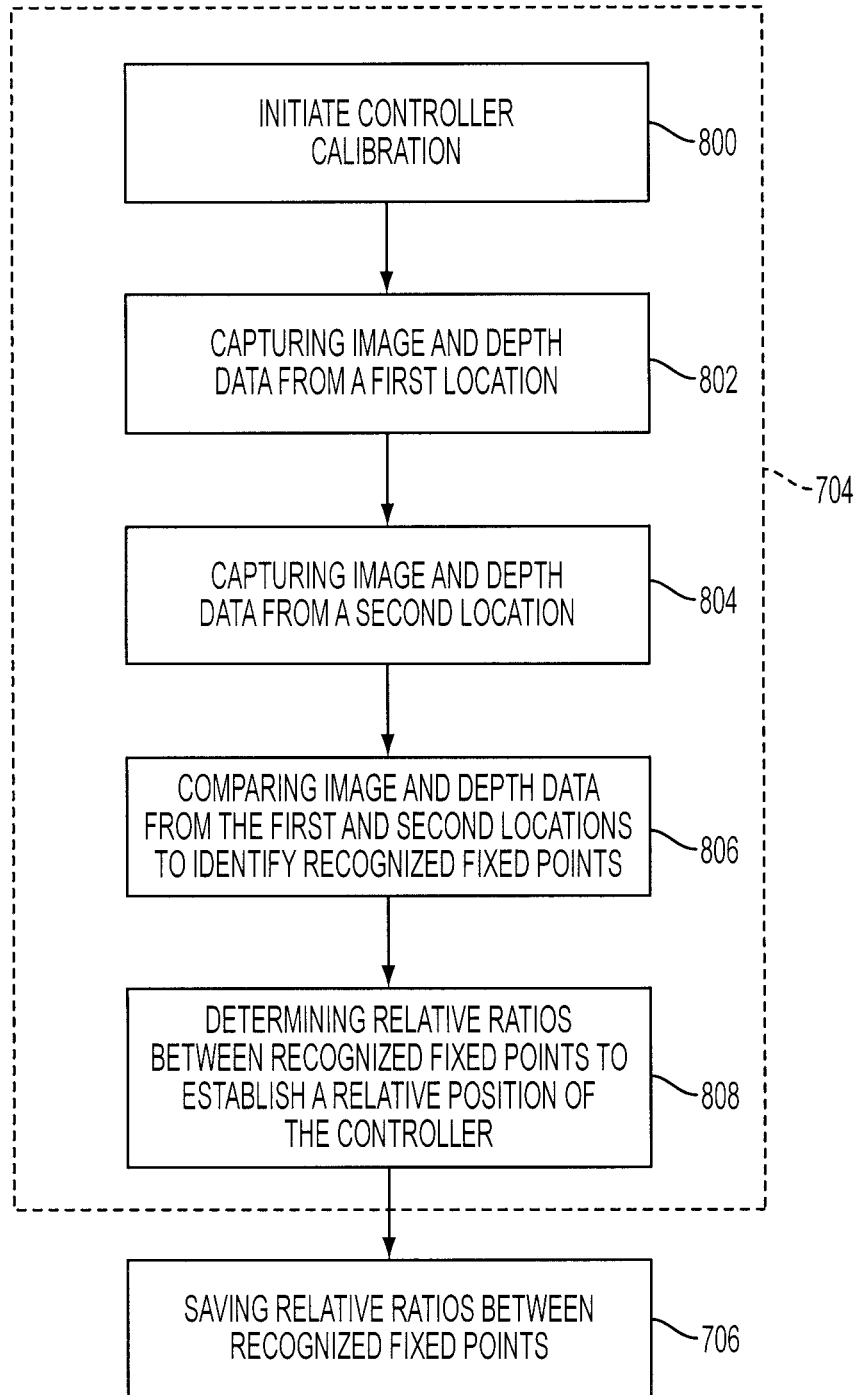 INITIATE CONTROLLER
CALIBRATION
800
CAPTURING IMAGE AND DEPTH
DATA FROM A FIRST LOCATION
802
704
CAPTURING IMAGE AND DEPTH
DATA FROM A SECOND LOCATION
804
COMPARING IMAGE AND DEPTH DATA
FROM THE FIRST AND SECOND LOCATIONS
TO IDENTIFY RECOGNIZED FIXED POINTS
806
DETERMINING RELATIVE RATIOS
BETWEEN RECOGNIZED FIXED POINTS TO
ESTABLISH A RELATIVE POSITION OF
THE CONTROLLER
808
SAVING RELATIVE RATIOS BETWEEN
RECOGNIZED FIXED POINTS
706